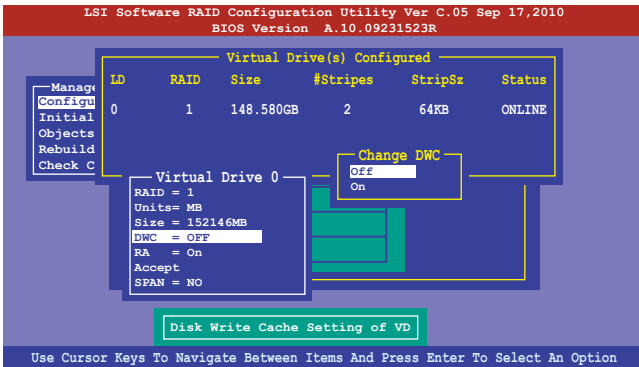 LSI Software RAID Configuration Utility Ver C.05 Sep 17,2010
BIOS Version A.10.09231523R
Virtual Drive(s) Configured
LD RAID Size #Stripes StripSz Status
0 1 148.580GB 2 64KB ONLINE
Manage
Configu
Initial
Objects
Rebuild
Check C
Change DWC
Off
On
Virtual Drive 0
RAID = 1
Units= MB
Size = 152146MB
DWC = OFF
RA = On
Accept
SPAN = NO
Disk Write Cache Setting of VD
Use Cursor Keys To Navigate Between Items And Press Enter To Select An Option